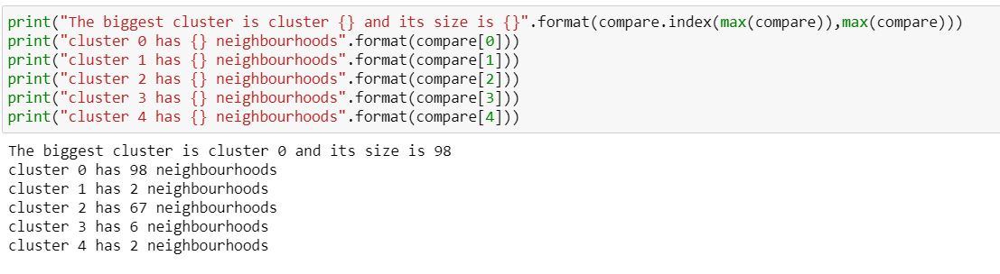 print("The biggest cluster is cluster {} and its size is {}".format(compare.index(max(compare)),max(compare)))
print("cluster 0 has {} neighbourhoods".format(compare[0]))
print("cluster 1 has {} neighbourhoods".format(compare[1]))
print("cluster 2 has {} neighbourhoods".format(compare[2]))
print("cluster 3 has {} neighbourhoods".format(compare[3]))
print("cluster 4 has {} neighbourhoods".format(compare[4]))
The biggest cluster is cluster 0 and its size is 98
cluster 0 has 98 neighbourhoods
cluster 1 has 2 neighbourhoods
cluster 2 has 67 neighbourhoods
cluster 3 has 6 neighbourhoods
cluster 4 has 2 neighbourhoods